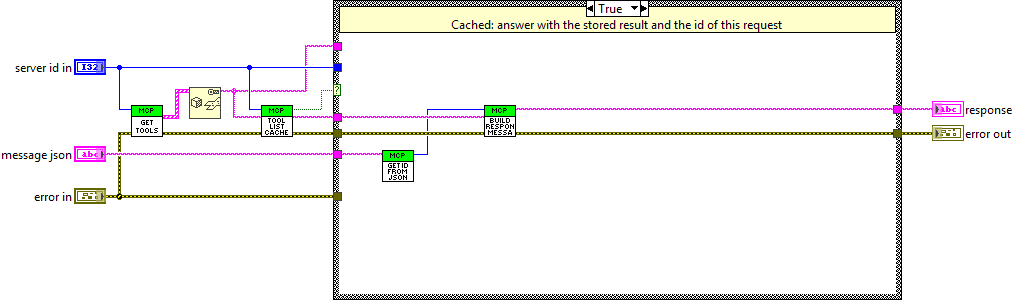 True
Cached: answer with the stored result and the id of this request
server id in
I32
MCP
GET
TOOLS
MCP
TOOL
LIST
CACHE
?
MCP
BUILD
RESPON
MESSA
abc
response
error out
message json
abc
MCP
GET ID
FROM
JSON
error in